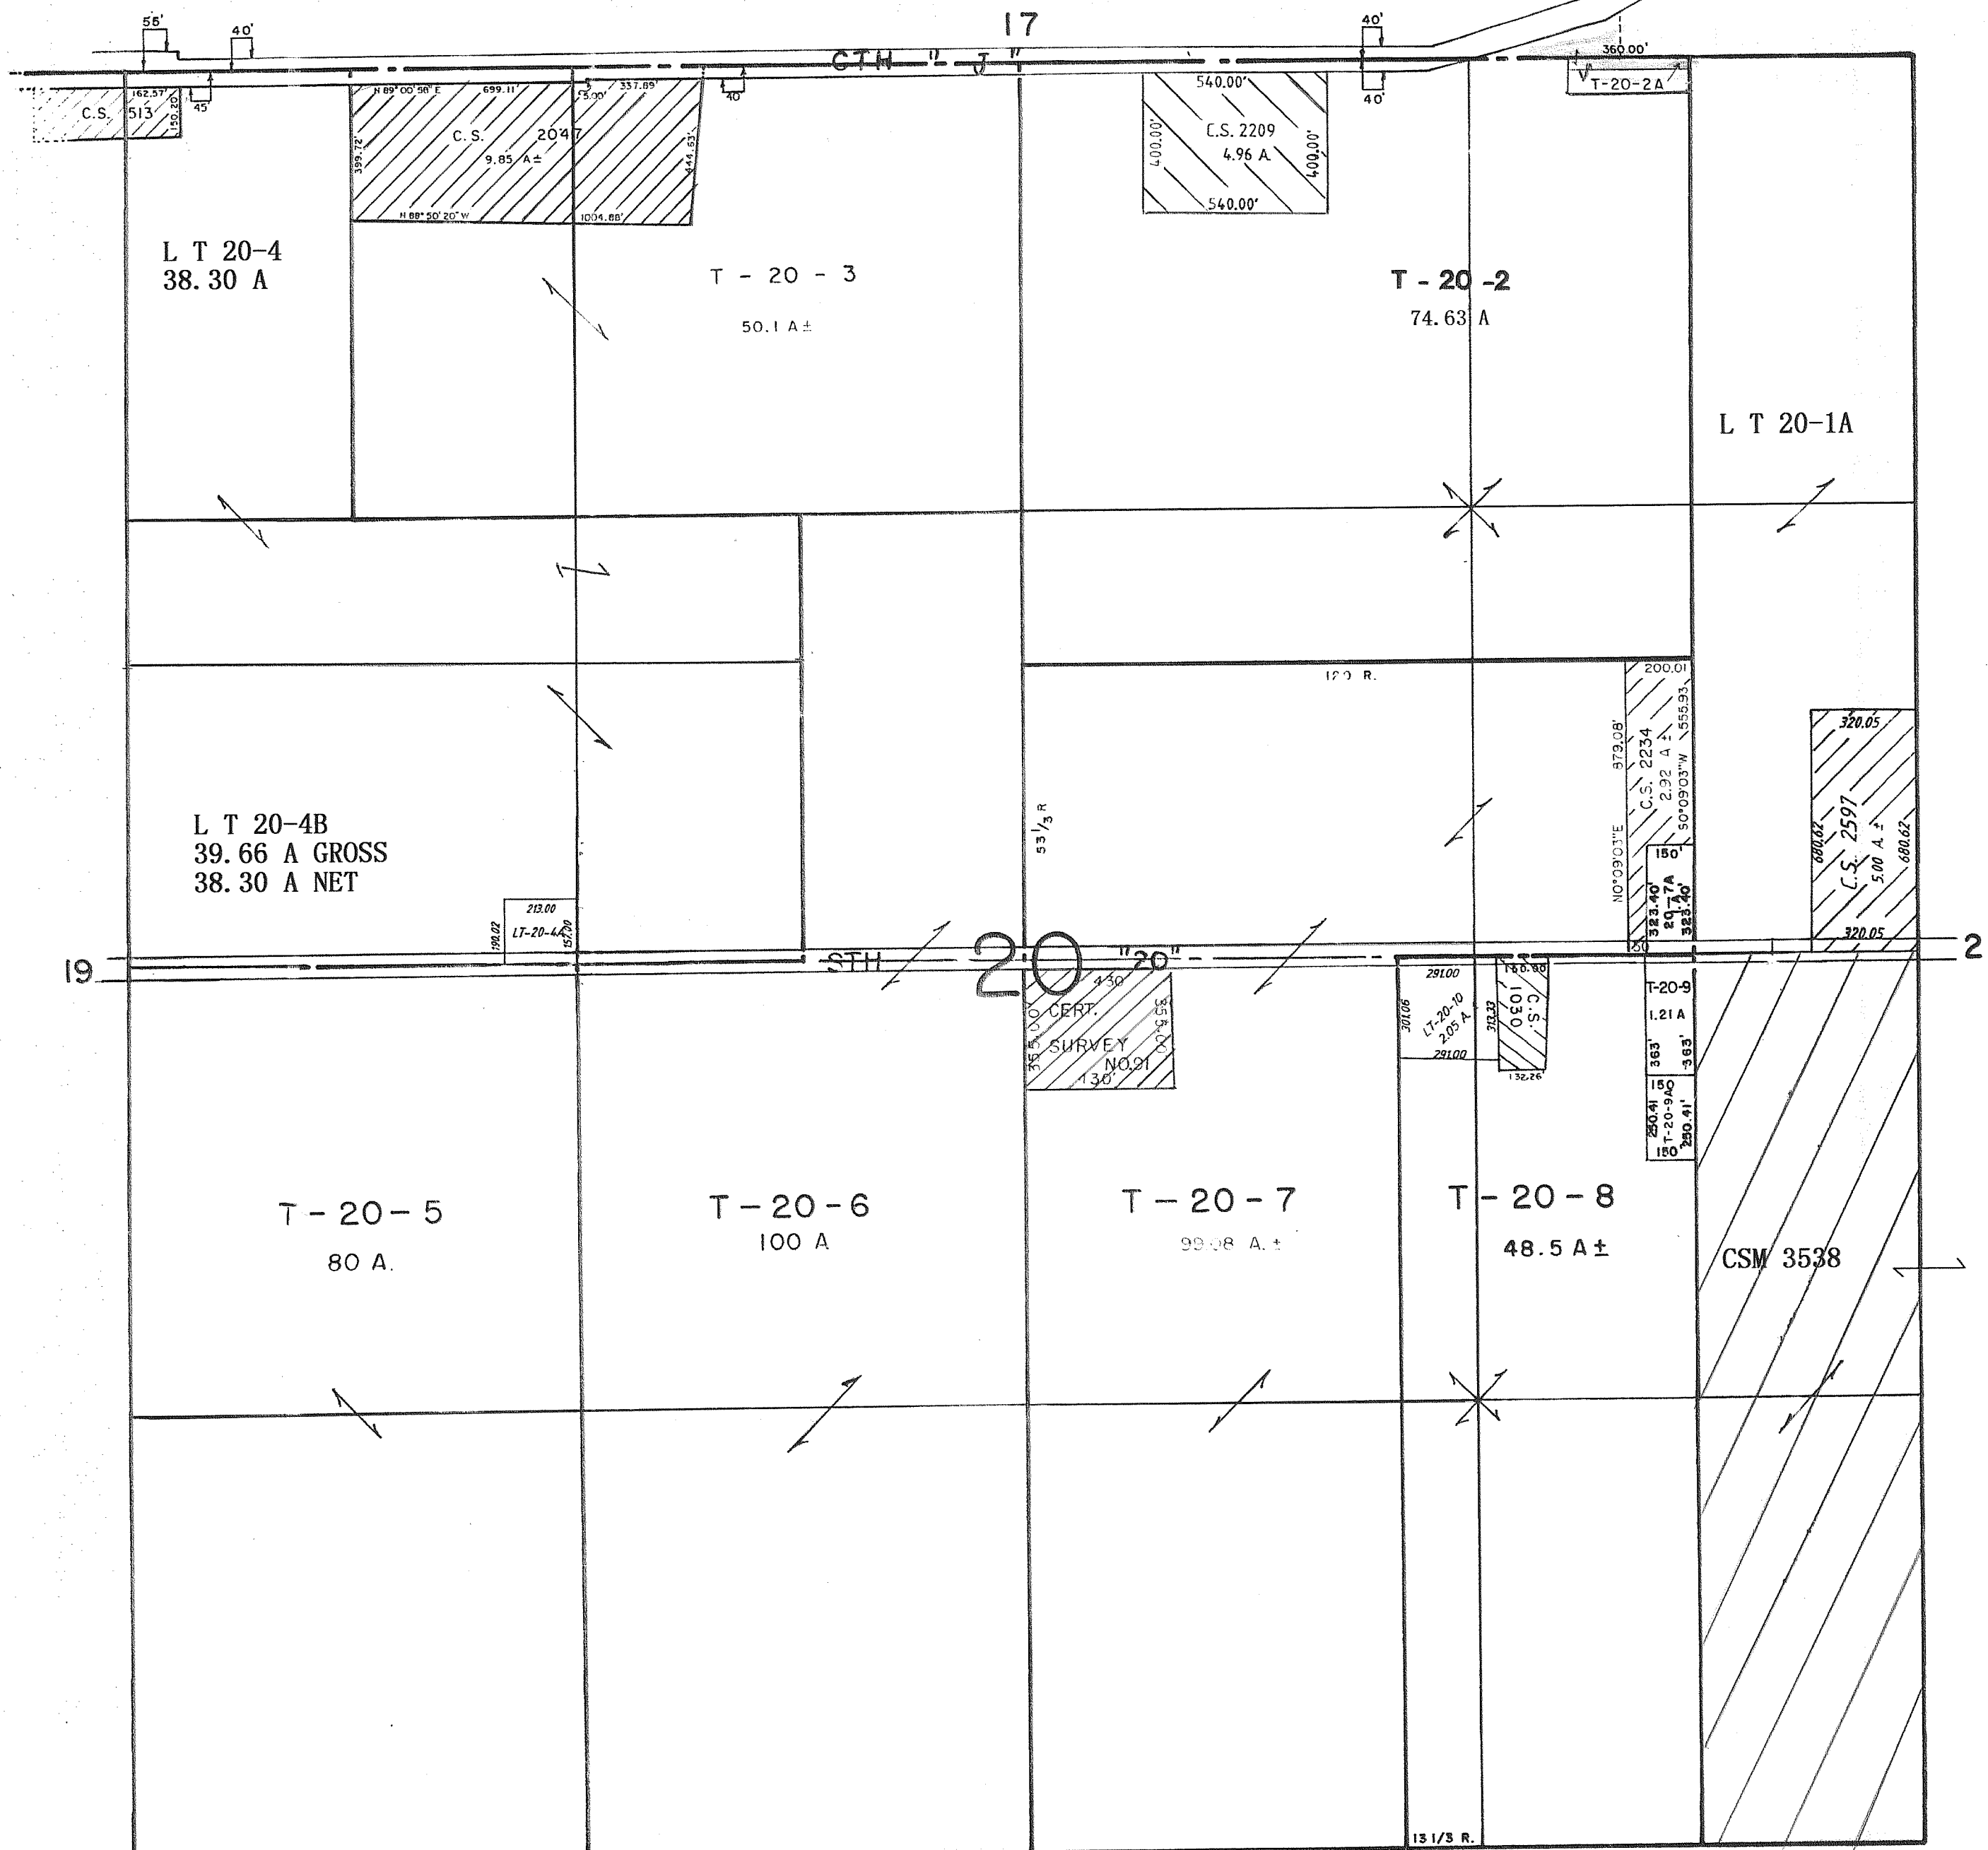 17
55'
40'
40'
360.00'
CTH " J "
T-20-2A
162.57'
C.S. 513
150.20
45'
N 89° 00' 58" E
699.11'
5.00'
337.89'
40'
C. S. 2047
9.85 A±
399.72'
444.63'
N 88° 50' 20" W
1004.88'
540.00'
40'
400.00'
C.S. 2209
4.96 A.
400.00'
540.00'
L T 20-4
38.30 A
T - 20 - 3
50.1 A ±
T - 20 - 2
74.63 A
L T 20-1A
200.01
879.08'
N0°09'03"E
C.S. 2234
2.92 A ±
S0°09'03"W 555.93
320.05
680.62
C.S. 2597
5.00 A. ±
680.62
320.05
53 1/3 R
L T 20-4B
39.66 A GROSS
38.30 A NET
150'
323.40'
20-7A
323.40'
213.00
190.02
LT-20-4A
157.00
19
STH
20
"20"
2
430
355.00
CERT.
SURVEY
NO.91
355.00
291.00
301.06
LT-20-10
2.05 A
313.33
291.00
C.S.
1030
132.26'
T-20-9
1.21 A
363'
363'
150
250.41
T-20-9A
250.41'
150'
T - 20 - 5
80 A.
T - 20 - 6
100 A
T - 20 - 7
99.08 A. ±
T - 20 - 8
48.5 A ±
CSM 3538
13 1/3 R.